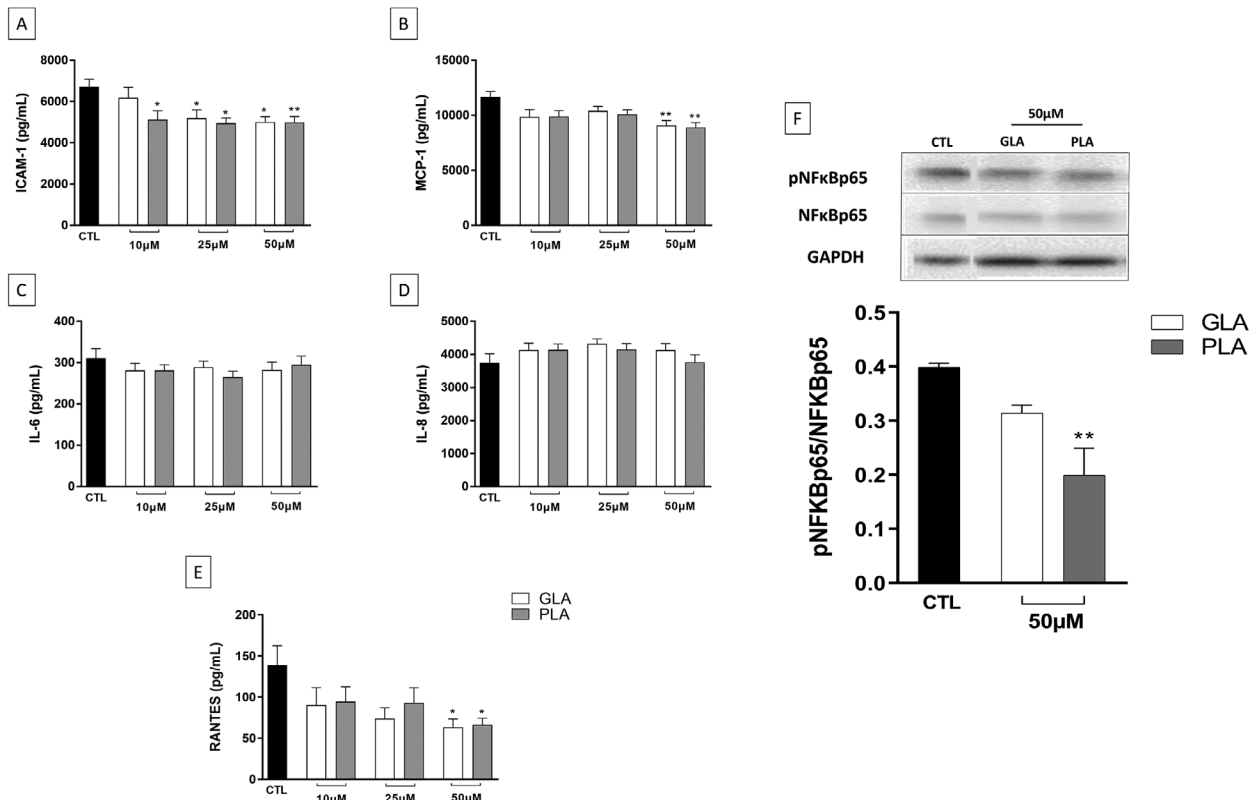 A
ICAM-1 (pg/mL)
8000
6000
4000
2000
0
* * * * **
CTL
10µM 25µM 50µM
B
MCP-1 (pg/mL)
15000
10000
5000
0
** **
CTL
10µM 25µM 50µM
C
IL-6 (pg/mL)
400
300
200
100
0
CTL
10µM 25µM 50µM
D
IL-8 (pg/mL)
5000
4000
3000
2000
1000
0
CTL
10µM 25µM 50µM
E
GLA
PLA
RANTES (pg/mL)
200
150
100
50
0
* *
CTL
10µM 25µM 50µM
F
50µM
CTL GLA PLA
pNFκBp65
NFκBp65
GAPDH
GLA
PLA
pNFKBp65/NFKBp65
0.5
0.4
0.3
0.2
0.1
0.0
**
CTL
50µM